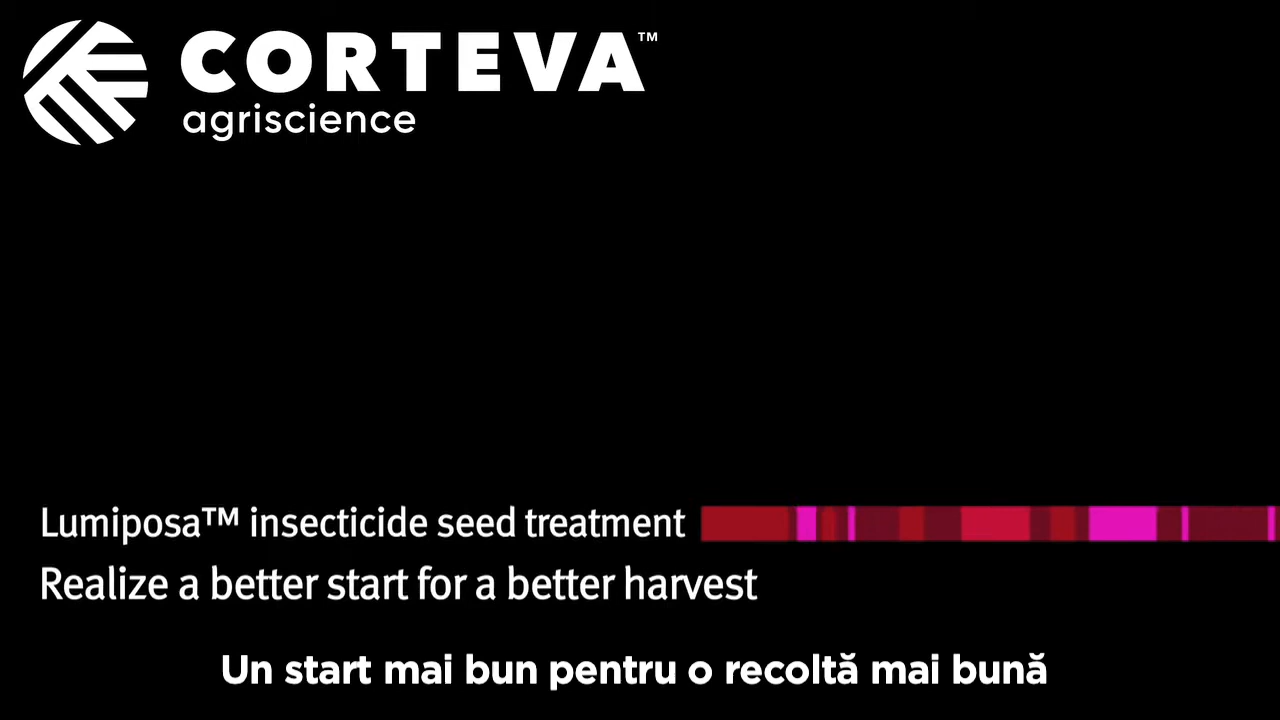 CORTEVA™
agriscience
Lumiposa™ insecticide seed treatment
Realize a better start for a better harvest
Un start mai bun pentru o recoltă mai bună